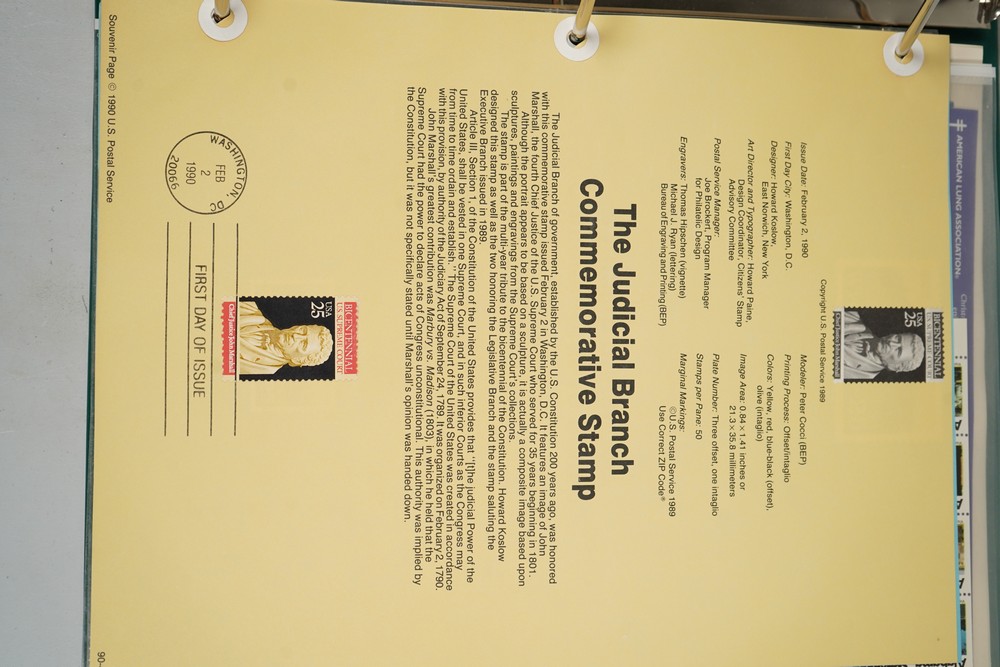 BICENTENNIAL
U.S. SUPREME COURT
USA
25
Copyright U.S. Postal Service 1989
Issue Date: February 2, 1990
First Day City: Washington, D.C.
Designer: Howard Koslow,
East Norwich, New York
Art Director and Typographer: Howard Paine,
Design Coordinator, Citizens' Stamp
Advisory Committee
Postal Service Manager:
Joe Brockert, Program Manager
for Philatelic Design
Engravers: Thomas Hipschen (vignette)
Michael J. Ryan (lettering)
Bureau of Engraving and Printing (BEP)
Modeler: Peter Cocci (BEP)
Printing Process: Offset/intaglio
Colors: Yellow, red, blue-black (offset),
olive (intaglio)
Image Area: 0.84 x 1.41 inches or
21.3 x 35.8 millimeters
Plate Number: Three offset, one intaglio
Stamps per Pane: 50
Marginal Markings:
©U.S. Postal Service 1989
Use Correct ZIP Code®
The Judicial Branch
Commemorative Stamp
The Judicial Branch of government, established by the U.S. Constitution 200 years ago, was honored
with this commemorative stamp issued February 2 in Washington, D.C. It features an image of John
Marshall, the fourth Chief Justice of the U.S. Supreme Court who served for 35 years beginning in 1801.
Although the portrait appears to be based on a sculpture, it is actually a composite image based upon
sculptures, paintings and engravings from the Supreme Court's collections.
The stamp is part of the multi-year tribute to the bicentennial of the Constitution. Howard Koslow
designed this stamp as well as the two honoring the Legislative Branch and the stamp saluting the
Executive Branch issued in 1989.
Article III, Section 1, of the Constitution of the United States provides that "[t]he judicial Power of the
United States, shall be vested in one Supreme Court, and in such inferior Courts as the Congress may
from time to time ordain and establish." The Supreme Court of the United States was created in accordance
with this provision, by authority of the Judiciary Act of September 24, 1789. It was organized on February 2, 1790.
John Marshall's greatest contribution was Marbury vs. Madison (1803), in which he held that the
Supreme Court had the power to declare acts of Congress unconstitutional. This authority was implied by
the Constitution, but it was not specifically stated until Marshall's opinion was handed down.
BICENTENNIAL
U.S. SUPREME COURT
USA
25
Chief Justice John Marshall
WASHINGTON, DC
FEB
2
1990
20066
FIRST DAY OF ISSUE
Souvenir Page © 1990 U.S. Postal Service
90-
AMERICAN LUNG ASSOCIATION®